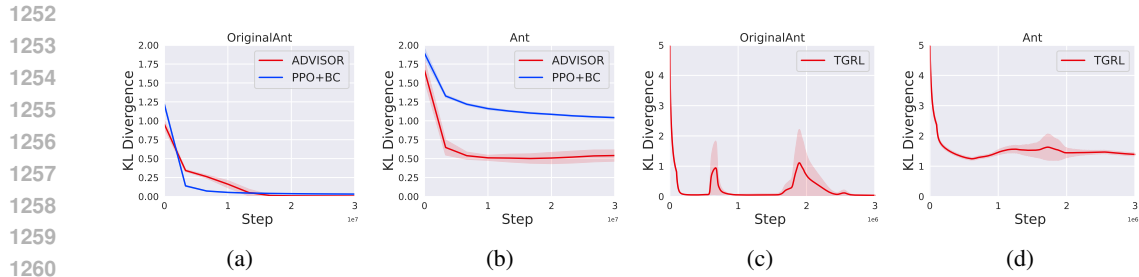 1252
1253
1254
1255
1256
1257
1258
1259
1260
OriginalAnt
KL Divergence
2.00
1.75
1.50
1.25
1.00
0.75
0.50
0.25
0.00
ADVISOR
PPO+BC
0 1 2 3
1e7
Step
(a)
Ant
KL Divergence
2.00
1.75
1.50
1.25
1.00
0.75
0.50
0.25
0.00
ADVISOR
PPO+BC
0 1 2 3
1e7
Step
(b)
OriginalAnt
KL Divergence
5
4
3
2
1
0
TGRL
0 1 2 3
1e6
Step
(c)
Ant
KL Divergence
5
4
3
2
1
0
TGRL
0 1 2 3
1e6
Step
(d)